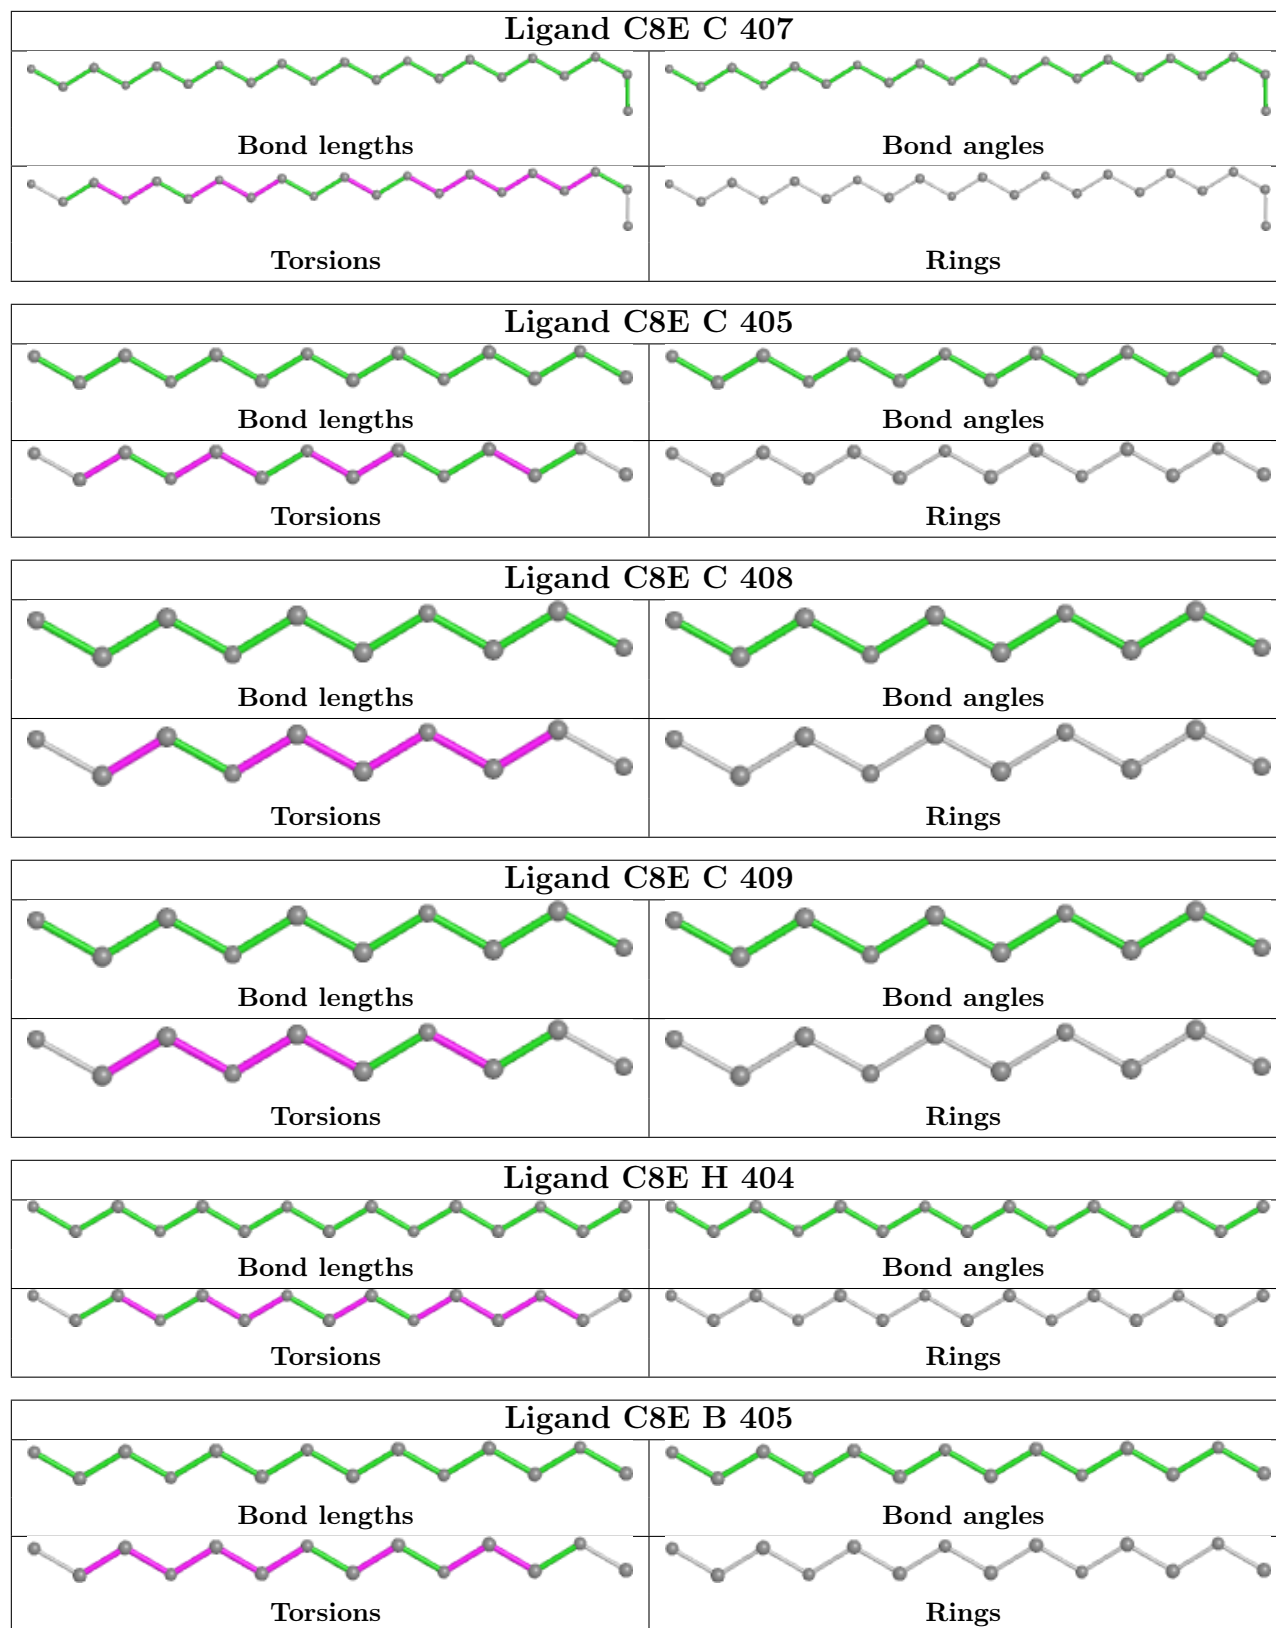 Ligand C8E C 407
Bond lengths Bond angles
Torsions Rings
Ligand C8E C 405
Bond lengths Bond angles
Torsions Rings
Ligand C8E C 408
Bond lengths Bond angles
Torsions Rings
Ligand C8E C 409
Bond lengths Bond angles
Torsions Rings
Ligand C8E H 404
Bond lengths Bond angles
Torsions Rings
Ligand C8E B 405
Bond lengths Bond angles
Torsions Rings